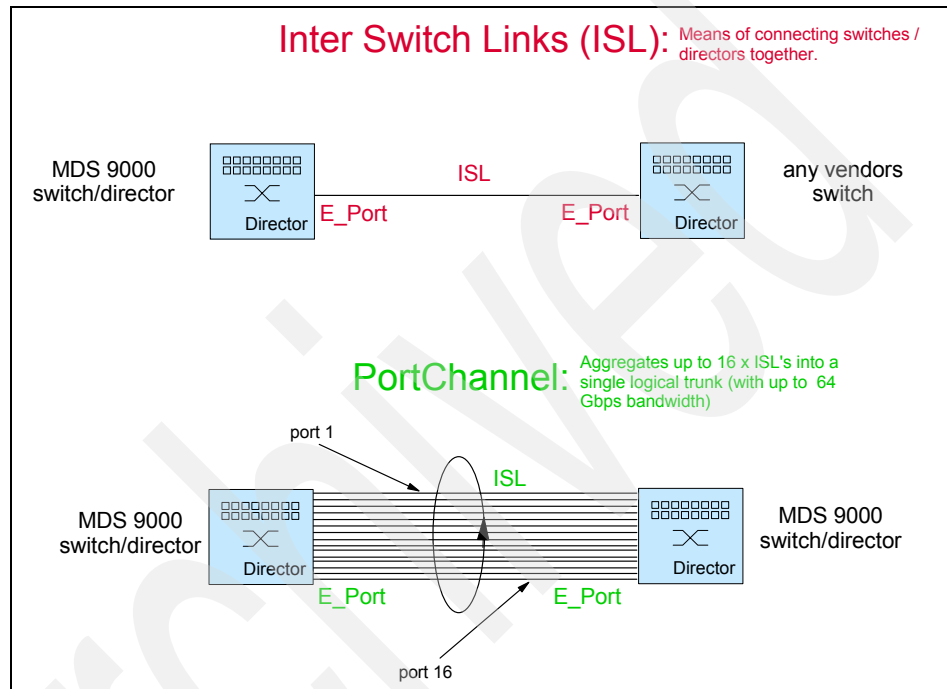 Inter Switch Links (ISL): Means of connecting switches /
directors together.
MDS 9000
switch/director
ISL
any vendors
switch
Director
E_Port
E_Port
Director
PortChannel: Aggregates up to 16 x ISL's into a
single logical trunk (with up to 64
Gbps bandwidth)
port 1
ISL
MDS 9000
switch/director
MDS 9000
switch/director
Director
Director
E_Port
E_Port
port 16
rchived